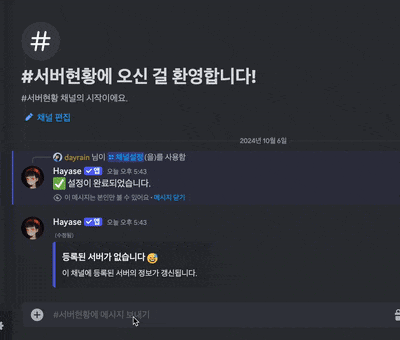 #서버현황에 오신 걸 환영합니다!
#서버현황 채널의 시작이에요.
채널 편집
2024년 10월 6일
dayrain 님이 채널설정(을)를 사용함
Hayase ✓앱 오늘 오후 5:43
✅ 설정이 완료되었습니다.
이 메시지는 본인만 볼 수 있어요 • 메시지 닫기
Hayase ✓앱 오늘 오후 5:43
(수정됨)
등록된 서버가 없습니다 😅
이 채널에 등록된 서버의 정보가 갱신됩니다.
#서버현황에 메시지 보내기